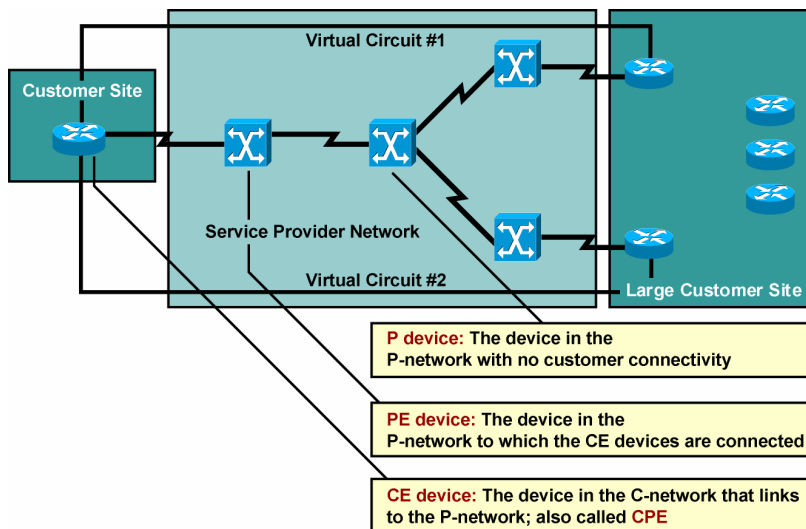 Virtual Circuit #1
Customer Site
Service Provider Network
Virtual Circuit #2
Large Customer Site
P device: The device in the
P-network with no customer connectivity
PE device: The device in the
P-network to which the CE devices are connected
CE device: The device in the C-network that links
to the P-network; also called CPE